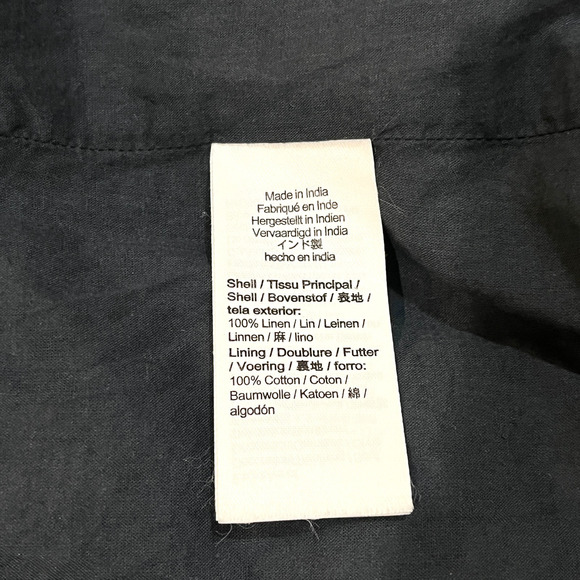 Made in India
Fabriqué en Inde
Hergestellt in Indien
Vervaardigd in India
インド製
hecho en india
Shell / Tissu Principal /
Shell / Bovenstof / 表地 /
tela exterior:
100% Linen / Lin / Leinen /
Linnen / 麻 / lino
Lining / Doublure / Futter
/ Voering / 裏地 / forro:
100% Cotton / Coton /
Baumwolle / Katoen / 綿 /
algodón